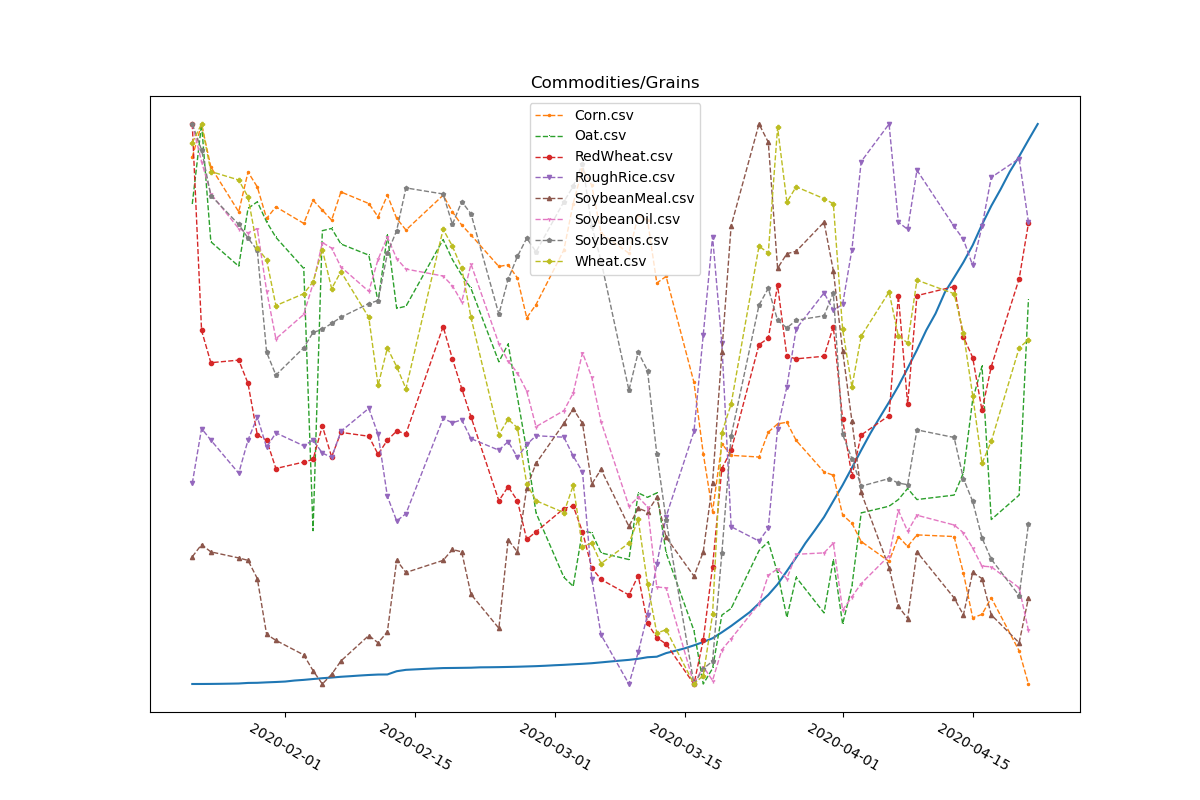 Commodities/Grains
Corn.csv
Oat.csv
RedWheat.csv
RoughRice.csv
SoybeanMeal.csv
SoybeanOil.csv
Soybeans.csv
Wheat.csv
2020-02-01
2020-02-15
2020-03-01
2020-03-15
2020-04-01
2020-04-15